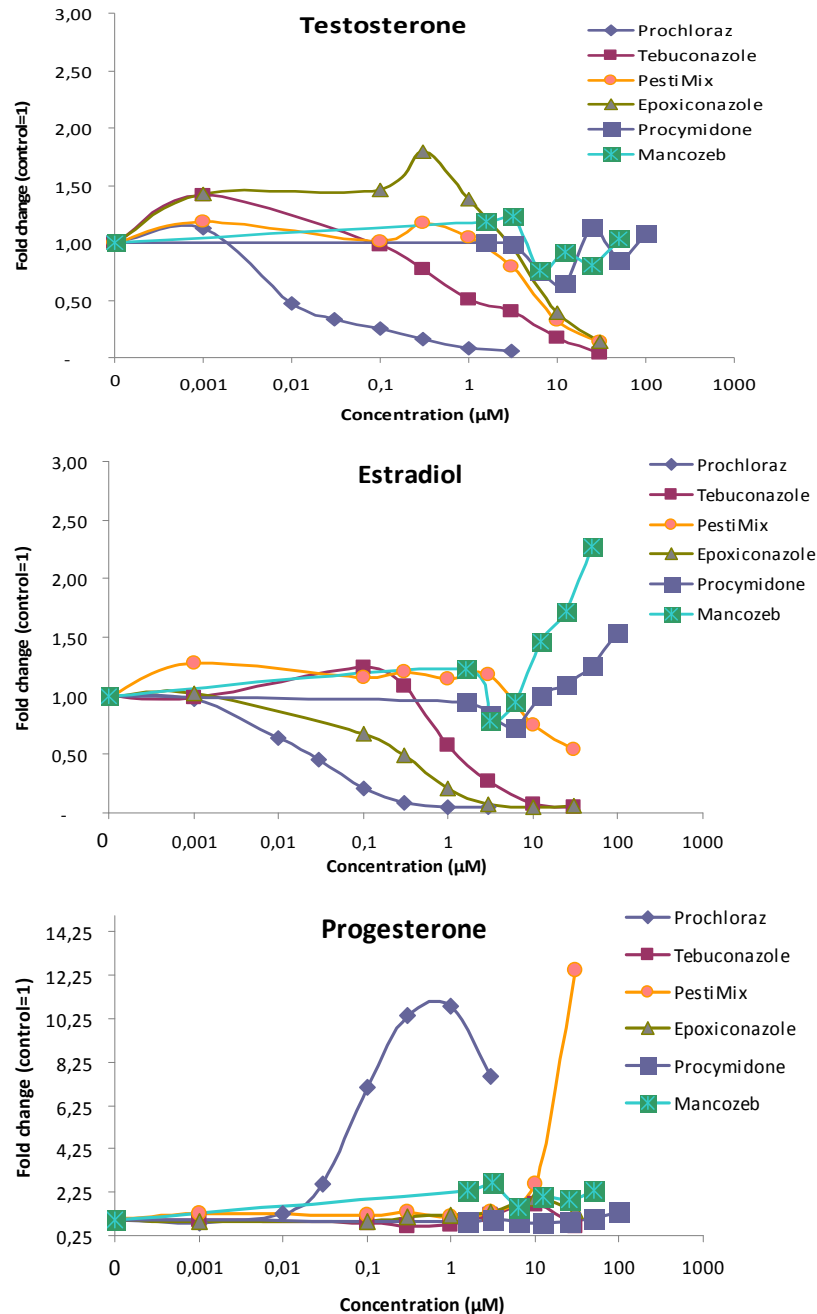 Testosterone
3,00
2,50
2,00
1,50
1,00
0,50
-
Fold change (control=1)
0 0,001 0,01 0,1 1 10 100 1000
Concentration (µM)
Prochloraz
Tebuconazole
PestiMix
Epoxiconazole
Procymidone
Mancozeb
Estradiol
3,00
2,50
2,00
1,50
1,00
0,50
-
Fold change (control=1)
0 0,001 0,01 0,1 1 10 100 1000
Concentration (µM)
Prochloraz
Tebuconazole
PestiMix
Epoxiconazole
Procymidone
Mancozeb
Progesterone
14,25
12,25
10,25
8,25
6,25
4,25
2,25
0,25
Fold change (control=1)
0 0,001 0,01 0,1 1 10 100 1000
Concentration (µM)
Prochloraz
Tebuconazole
PestiMix
Epoxiconazole
Procymidone
Mancozeb